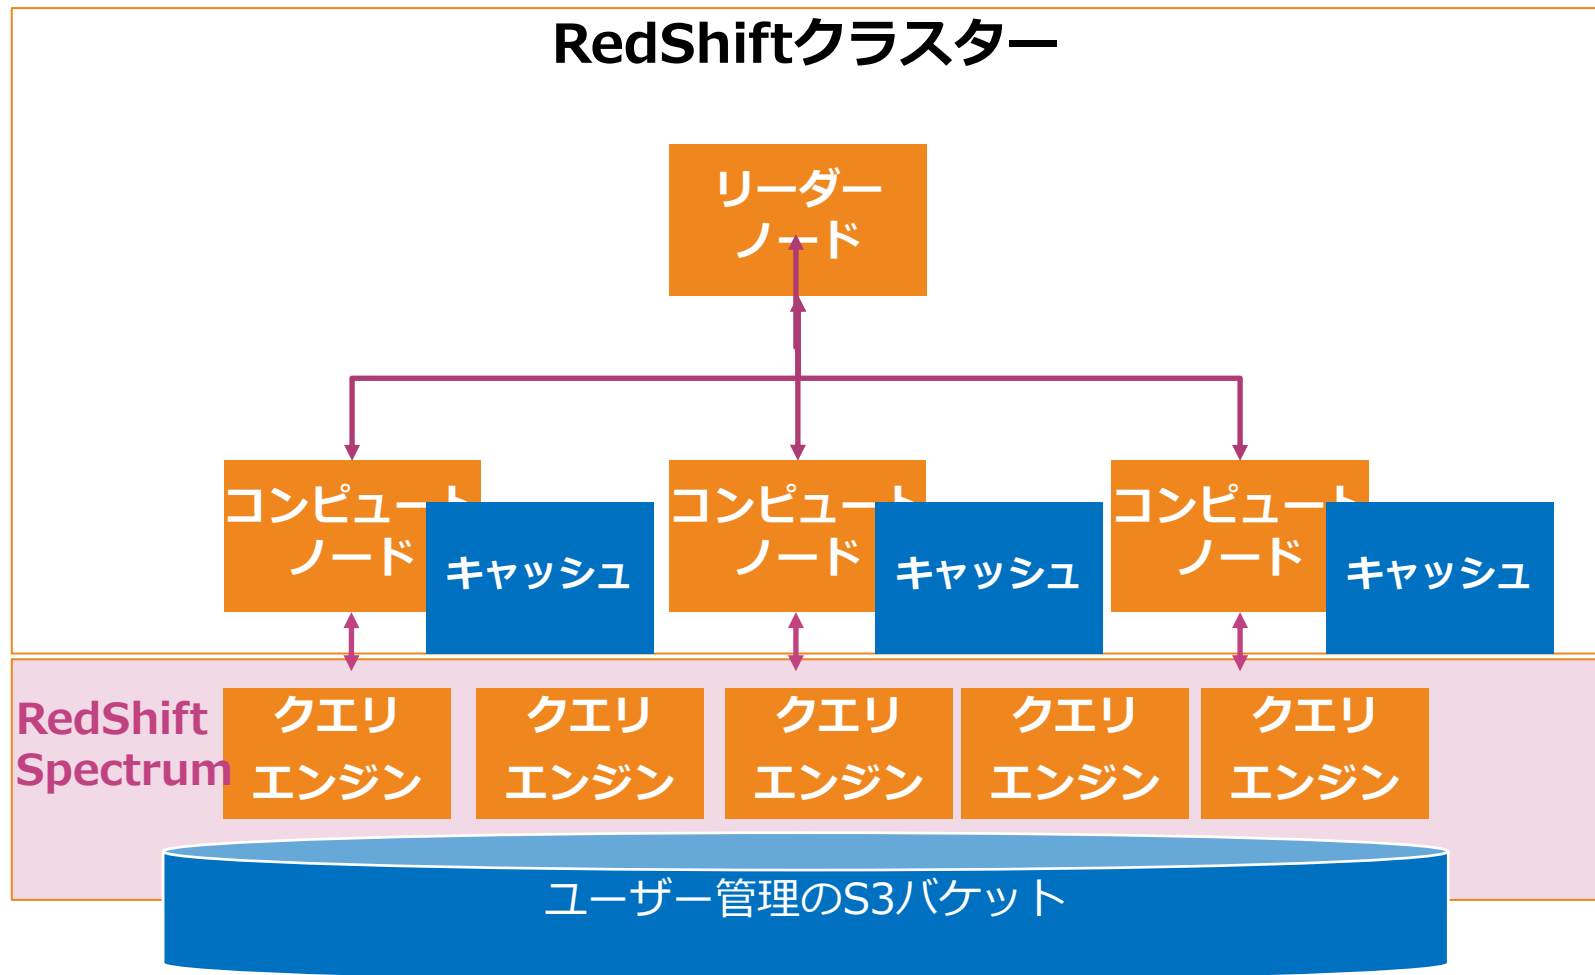 RedShiftクラスター
リーダー
ノード
コンピュート
ノード
キャッシュ
コンピュート
ノード
キャッシュ
コンピュート
ノード
キャッシュ
RedShift
Spectrum
クエリ
エンジン
クエリ
エンジン
クエリ
エンジン
クエリ
エンジン
クエリ
エンジン
ユーザー管理のS3バケット